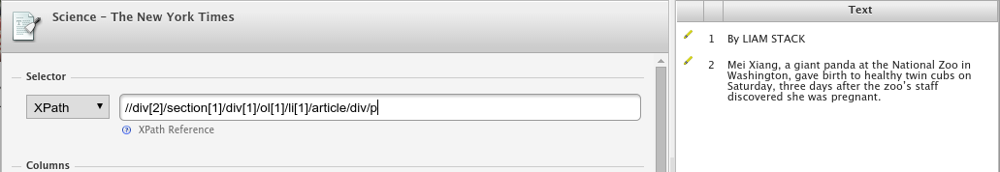 Science – The New York Times
Selector
XPath ▼
//div[2]/section[1]/div[1]/ol[1]/li[1]/article/div/p
XPath Reference
Columns
Text
1 By LIAM STACK
2 Mei Xiang, a giant panda at the National Zoo in
Washington, gave birth to healthy twin cubs on
Saturday, three days after the zoo's staff
discovered she was pregnant.